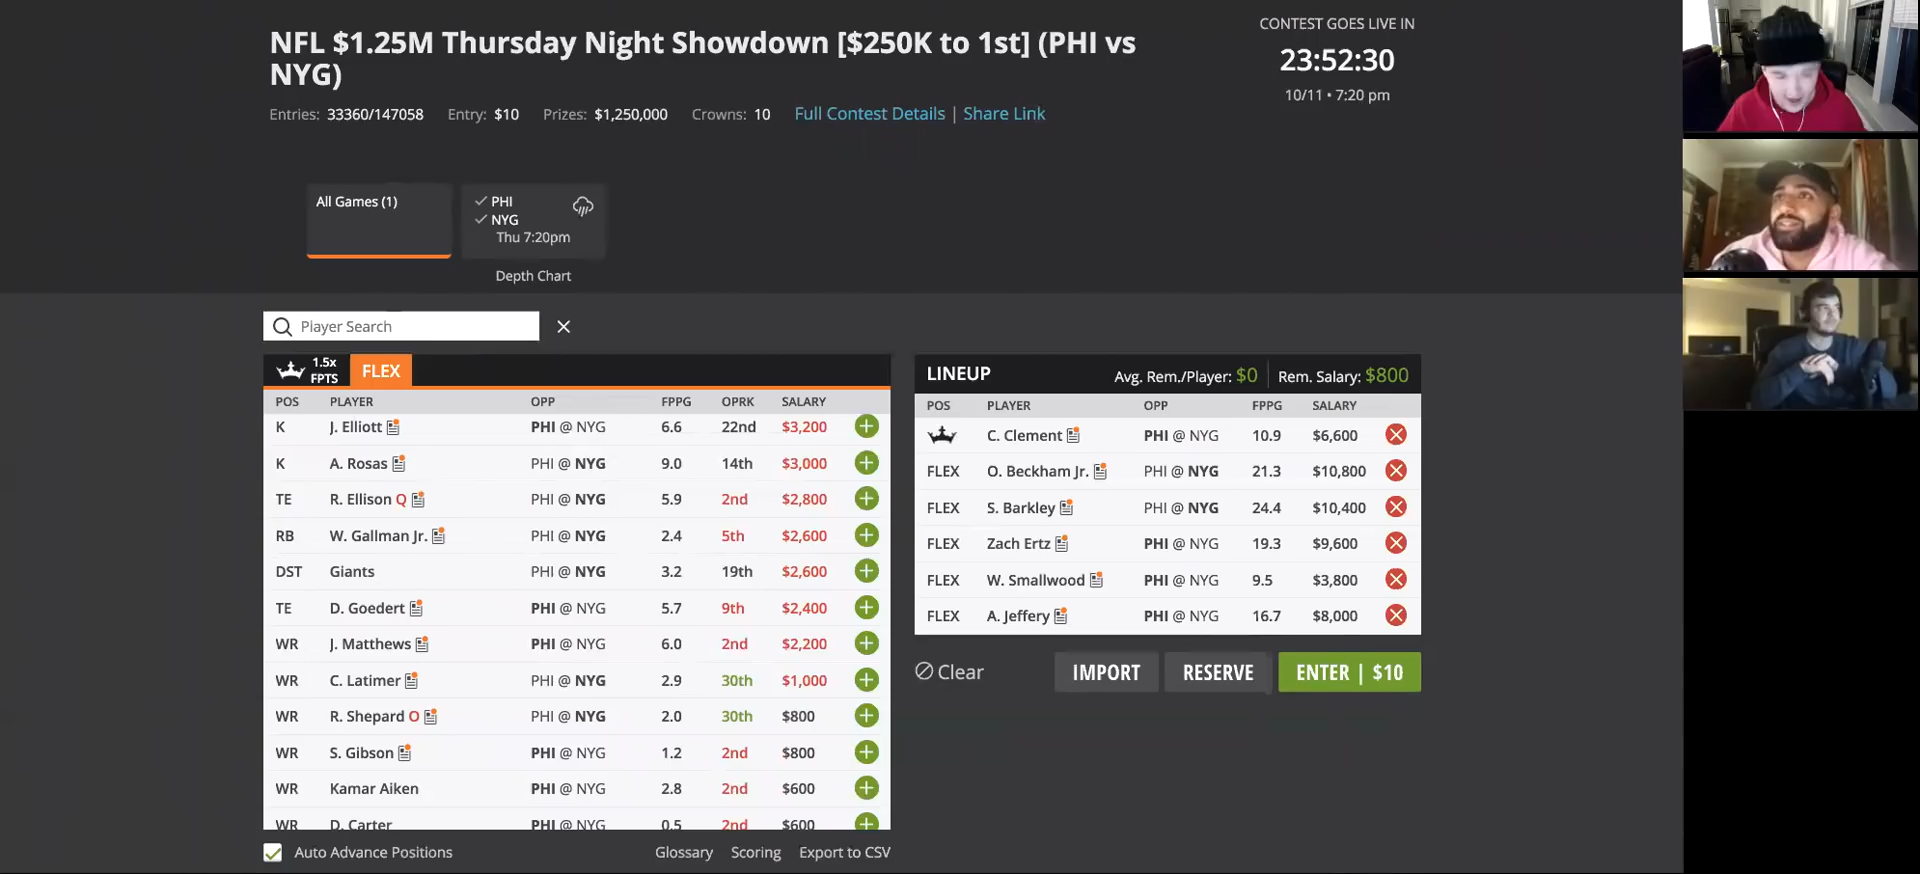 NFL $1.25M Thursday Night Showdown [$250K to 1st] (PHI vs
NYG)
Entries: 33360/147058 Entry: $10 Prizes: $1,250,000 Crowns: 10 Full Contest Details | Share Link
CONTEST GOES LIVE IN
23:52:30
10/11 • 7:20 pm
All Games (1)
PHI
NYG
Thu 7:20pm
Depth Chart
Player Search
1.5x
FPTS
FLEX
POS PLAYER OPP FPPG OPRK SALARY
K J. Elliott PHI @ NYG 6.6 22nd $3,200
K A. Rosas PHI @ NYG 9.0 14th $3,000
TE R. Ellison Q PHI @ NYG 5.9 2nd $2,800
RB W. Gallman Jr. PHI @ NYG 2.4 5th $2,600
DST Giants PHI @ NYG 3.2 19th $2,600
TE D. Goedert PHI @ NYG 5.7 9th $2,400
WR J. Matthews PHI @ NYG 6.0 2nd $2,200
WR C. Latimer PHI @ NYG 2.9 30th $1,000
WR R. Shepard O PHI @ NYG 2.0 30th $800
WR S. Gibson PHI @ NYG 1.2 2nd $800
WR Kamar Aiken PHI @ NYG 2.8 2nd $600
WR D. Carter PHI @ NYG 0.5 2nd $600
Auto Advance Positions Glossary Scoring Export to CSV
LINEUP Avg. Rem./Player: $0 Rem. Salary: $800
POS PLAYER OPP FPPG SALARY
C. Clement PHI @ NYG 10.9 $6,600
FLEX O. Beckham Jr. PHI @ NYG 21.3 $10,800
FLEX S. Barkley PHI @ NYG 24.4 $10,400
FLEX Zach Ertz PHI @ NYG 19.3 $9,600
FLEX W. Smallwood PHI @ NYG 9.5 $3,800
FLEX A. Jeffery PHI @ NYG 16.7 $8,000
Clear IMPORT RESERVE ENTER | $10